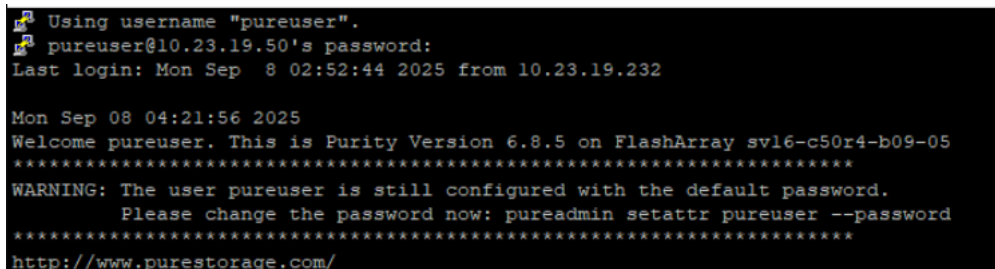 Using username "pureuser".
pureuser@10.23.19.50's password:
Last login: Mon Sep  8 02:52:44 2025 from 10.23.19.232
Mon Sep 08 04:21:56 2025
Welcome pureuser. This is Purity Version 6.8.5 on FlashArray sv16-c50r4-b09-05
**********************************************************************
WARNING: The user pureuser is still configured with the default password.
         Please change the password now: pureadmin setattr pureuser --password
**********************************************************************
http://www.purestorage.com/